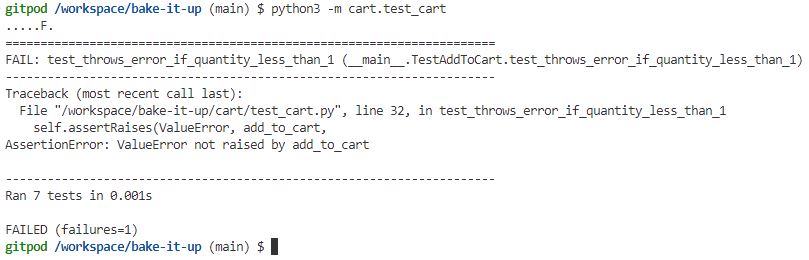 gitpod /workspace/bake-it-up (main) $ python3 -m cart.test_cart
.....F.
======================================================================
FAIL: test_throws_error_if_quantity_less_than_1 (__main__.TestAddToCart.test_throws_error_if_quantity_less_than_1)
----------------------------------------------------------------------
Traceback (most recent call last):
  File "/workspace/bake-it-up/cart/test_cart.py", line 32, in test_throws_error_if_quantity_less_than_1
    self.assertRaises(ValueError, add_to_cart,
AssertionError: ValueError not raised by add_to_cart
----------------------------------------------------------------------
Ran 7 tests in 0.001s
FAILED (failures=1)
gitpod /workspace/bake-it-up (main) $